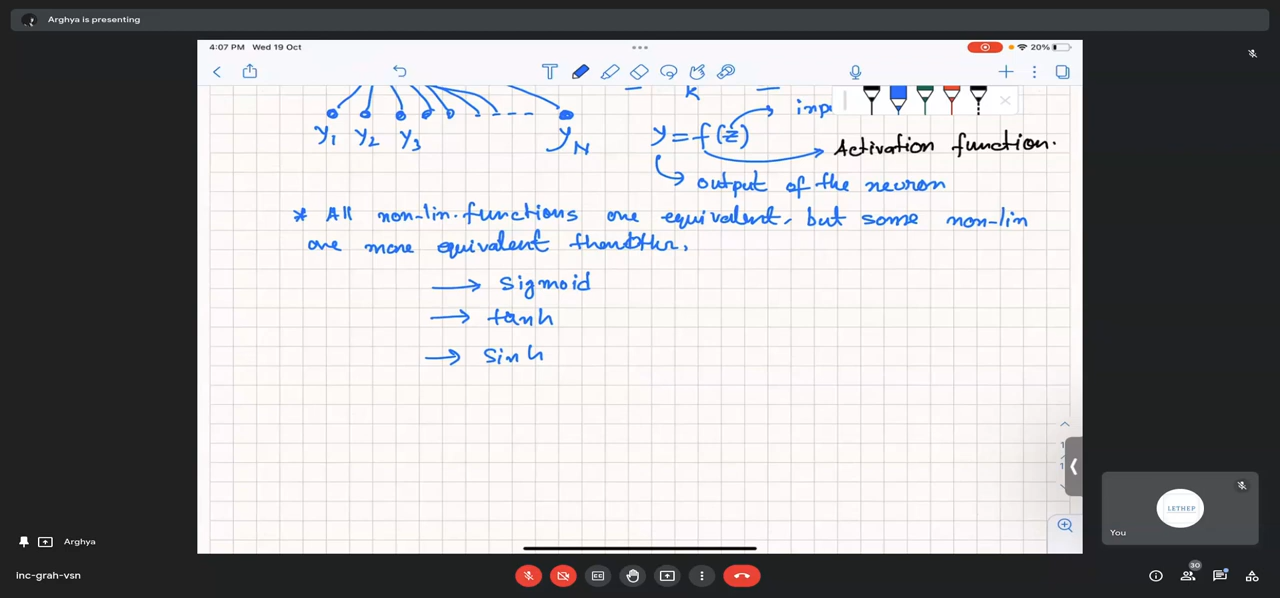 Arghya is presenting
4:07 PM Wed 19 Oct
20%
k
y1 y2 y3 yN
y = f(z)
inpu
Activation function.
output of the neuron
* All non-lin. functions are equivalent, but some non-lin
are more equivalent than other,
→ sigmoid
→ tanh
→ sinh
LETHEP
You
Arghya
lnc-grah-vsn
30